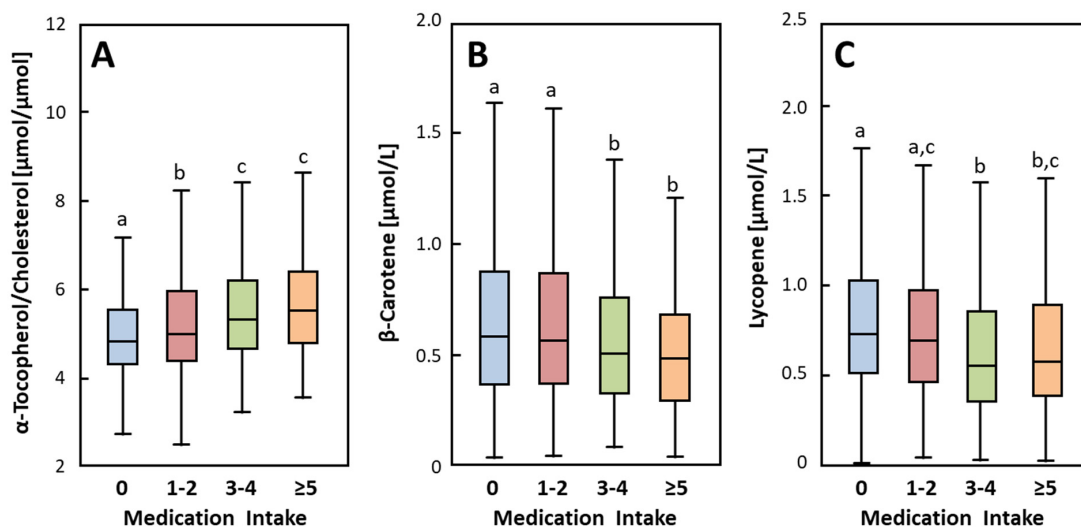 A
α-Tocopherol/Cholesterol [μmol/μmol]
12
10
8
6
4
2
a
b
c
c
0 1-2 3-4 ≥5
Medication Intake
B
β-Carotene [μmol/L]
2.0
1.5
1.0
0.5
0
a
a
b
b
0 1-2 3-4 ≥5
Medication Intake
C
Lycopene [μmol/L]
2.5
2.0
1.5
1.0
0.5
0
a
a,c
b
b,c
0 1-2 3-4 ≥5
Medication Intake